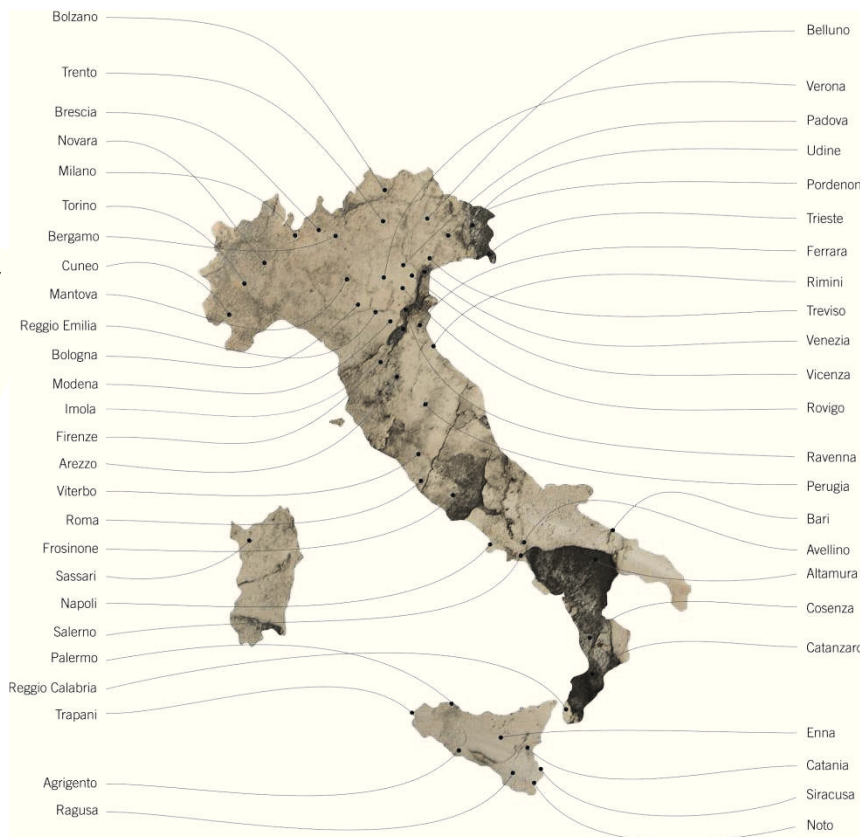 Bolzano
Trento
Brescia
Novara
Milano
Torino
Bergamo
Cuneo
Mantova
Reggio Emilia
Bologna
Modena
Imola
Firenze
Arezzo
Viterbo
Roma
Frosinone
Sassari
Napoli
Salerno
Palermo
Reggio Calabria
Trapani
Agrigento
Ragusa
Belluno
Verona
Padova
Udine
Pordenon
Trieste
Ferrara
Rimini
Treviso
Venezia
Vicenza
Rovigo
Ravenna
Perugia
Bari
Avellino
Altamura
Cosenza
Catanzaro
Enna
Catania
Siracusa
Noto